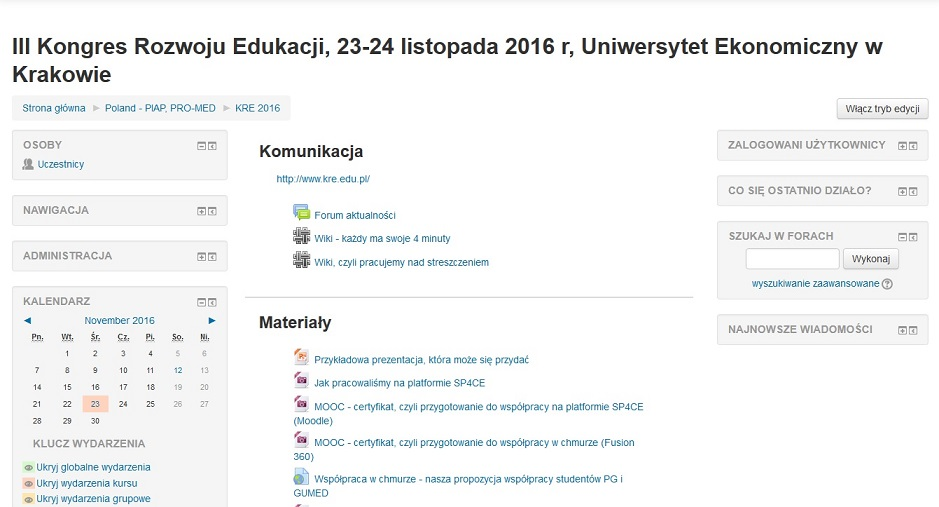 III Kongres Rozwoju Edukacji, 23-24 listopada 2016 r, Uniwersytet Ekonomiczny w
Krakowie
Strona główna ► Poland - PIAP, PRO-MED ► KRE 2016
Włącz tryb edycji
OSOBY
Uczestnicy
NAWIGACJA
ADMINISTRACJA
KALENDARZ
◄ November 2016 ►
Pn. Wt. Śr. Cz. Pi. So. Ni.
1 2 3 4 5 6
7 8 9 10 11 12 13
14 15 16 17 18 19 20
21 22 23 24 25 26 27
28 29 30
KLUCZ WYDARZENIA
Ukryj globalne wydarzenia
Ukryj wydarzenia kursu
Ukryj wydarzenia grupowe
Komunikacja
http://www.kre.edu.pl/
Forum aktualności
Wiki - każdy ma swoje 4 minuty
Wiki, czyli pracujemy nad streszczeniem
Materiały
Przykładowa prezentacja, która może się przydać
Jak pracowaliśmy na platformie SP4CE
MOOC - certyfikat, czyli przygotowanie do współpracy na platformie SP4CE
(Moodle)
MOOC - certyfikat, czyli przygotowanie do współpracy w chmurze (Fusion
360)
Współpraca w chmurze - nasza propozycja współpracy studentów PG i
GUMED
ZALOGOWANI UŻYTKOWNICY
CO SIĘ OSTATNIO DZIAŁO?
SZUKAJ W FORACH
Wykonaj
wyszukiwanie zaawansowane ?
NAJNOWSZE WIADOMOŚCI